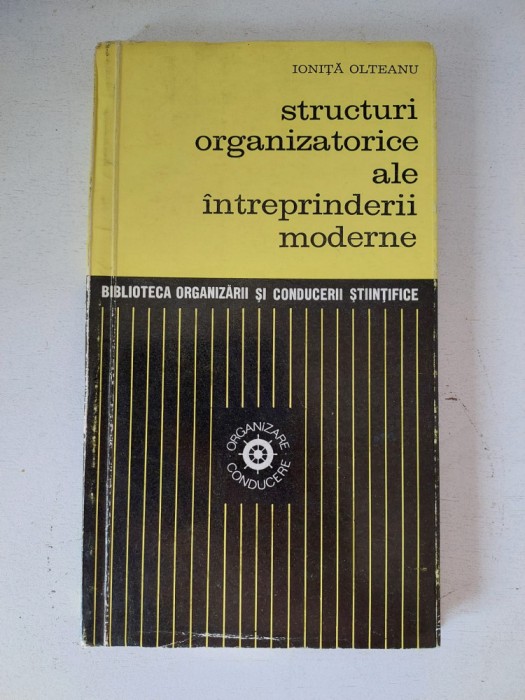 IONIȚĂ OLTEANU
structuri
organizatorice
ale
întreprinderii
moderne
BIBLIOTECA ORGANIZĂRII ȘI CONDUCERII ȘTIINȚIFICE
ORGANIZARE
CONDUCERE